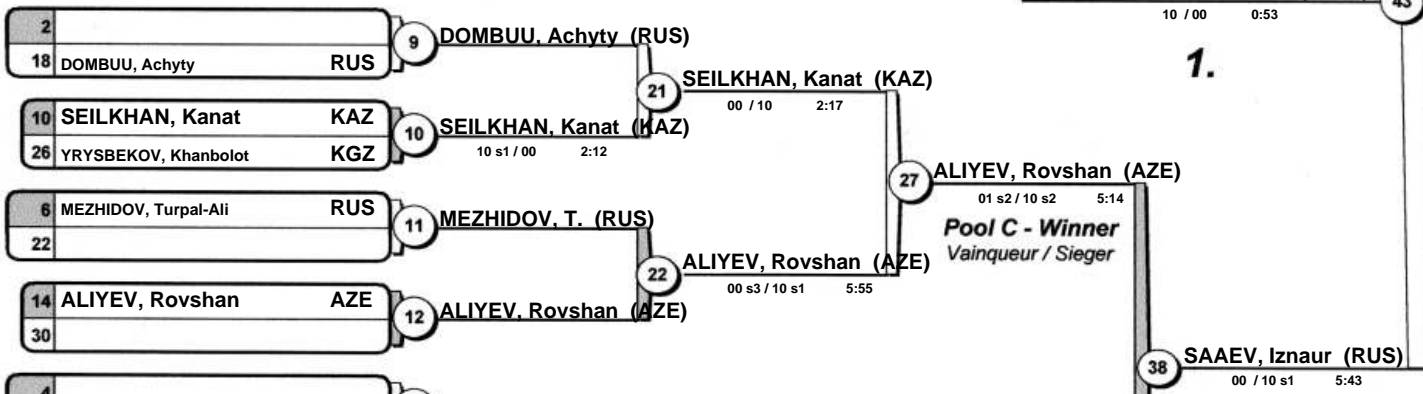 10 / 00 0:53
43
1.
2
18 DOMBUU, Achyty RUS
9
DOMBUU, Achyty (RUS)
21
SEILKHAN, Kanat (KAZ)
00 / 10 2:17
10 SEILKHAN, Kanat KAZ
26 YRYSBEKOV, Khanbolot KGZ
10
SEILKHAN, Kanat (KAZ)
10 s1 / 00 2:12
27
ALIYEV, Rovshan (AZE)
01 s2 / 10 s2 5:14
Pool C - Winner
Vainqueur / Sieger
6 MEZHIDOV, Turpal-Ali RUS
22
11
MEZHIDOV, T. (RUS)
22
ALIYEV, Rovshan (AZE)
00 s3 / 10 s1 5:55
14 ALIYEV, Rovshan AZE
30
12
ALIYEV, Rovshan (AZE)
38
SAAEV, Iznaur (RUS)
00 / 10 s1 5:43
4